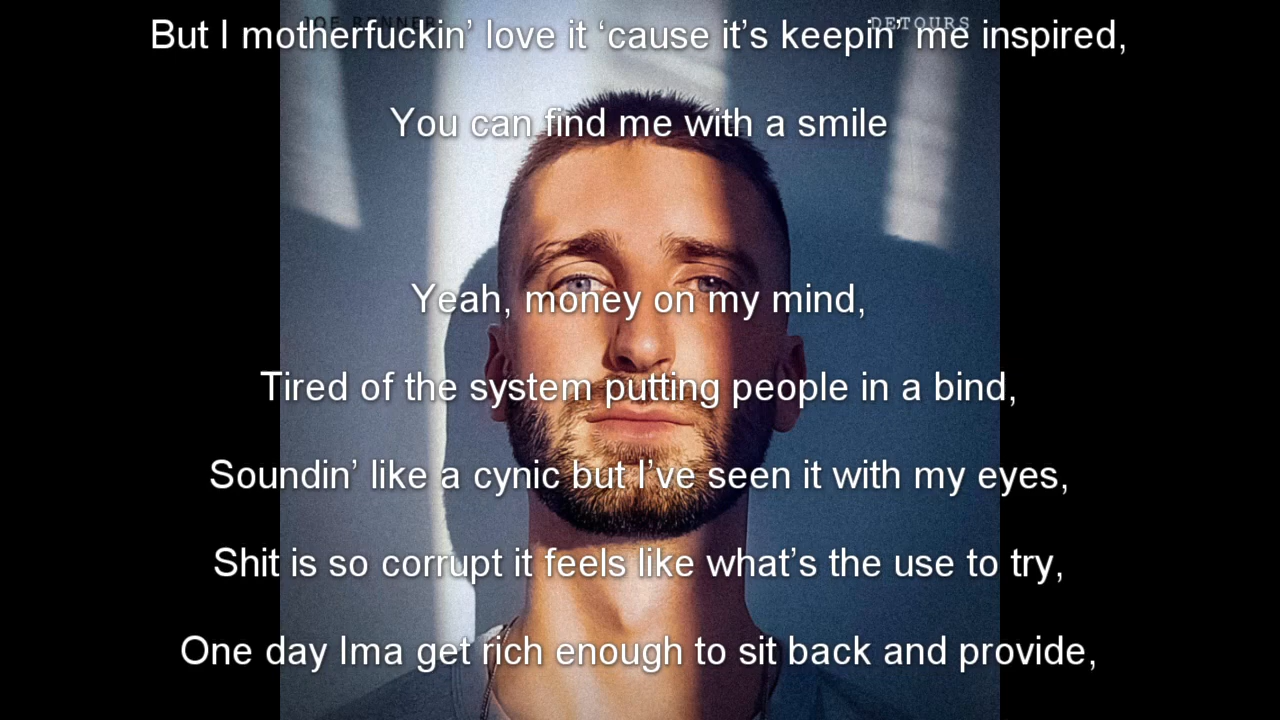 JOE RENNER
DETOURS
But I motherfuckin’ love it ‘cause it’s keepin’ me inspired,
You can find me with a smile
Yeah, money on my mind,
Tired of the system putting people in a bind,
Soundin’ like a cynic but I’ve seen it with my eyes,
Shit is so corrupt it feels like what’s the use to try,
One day Ima get rich enough to sit back and provide,